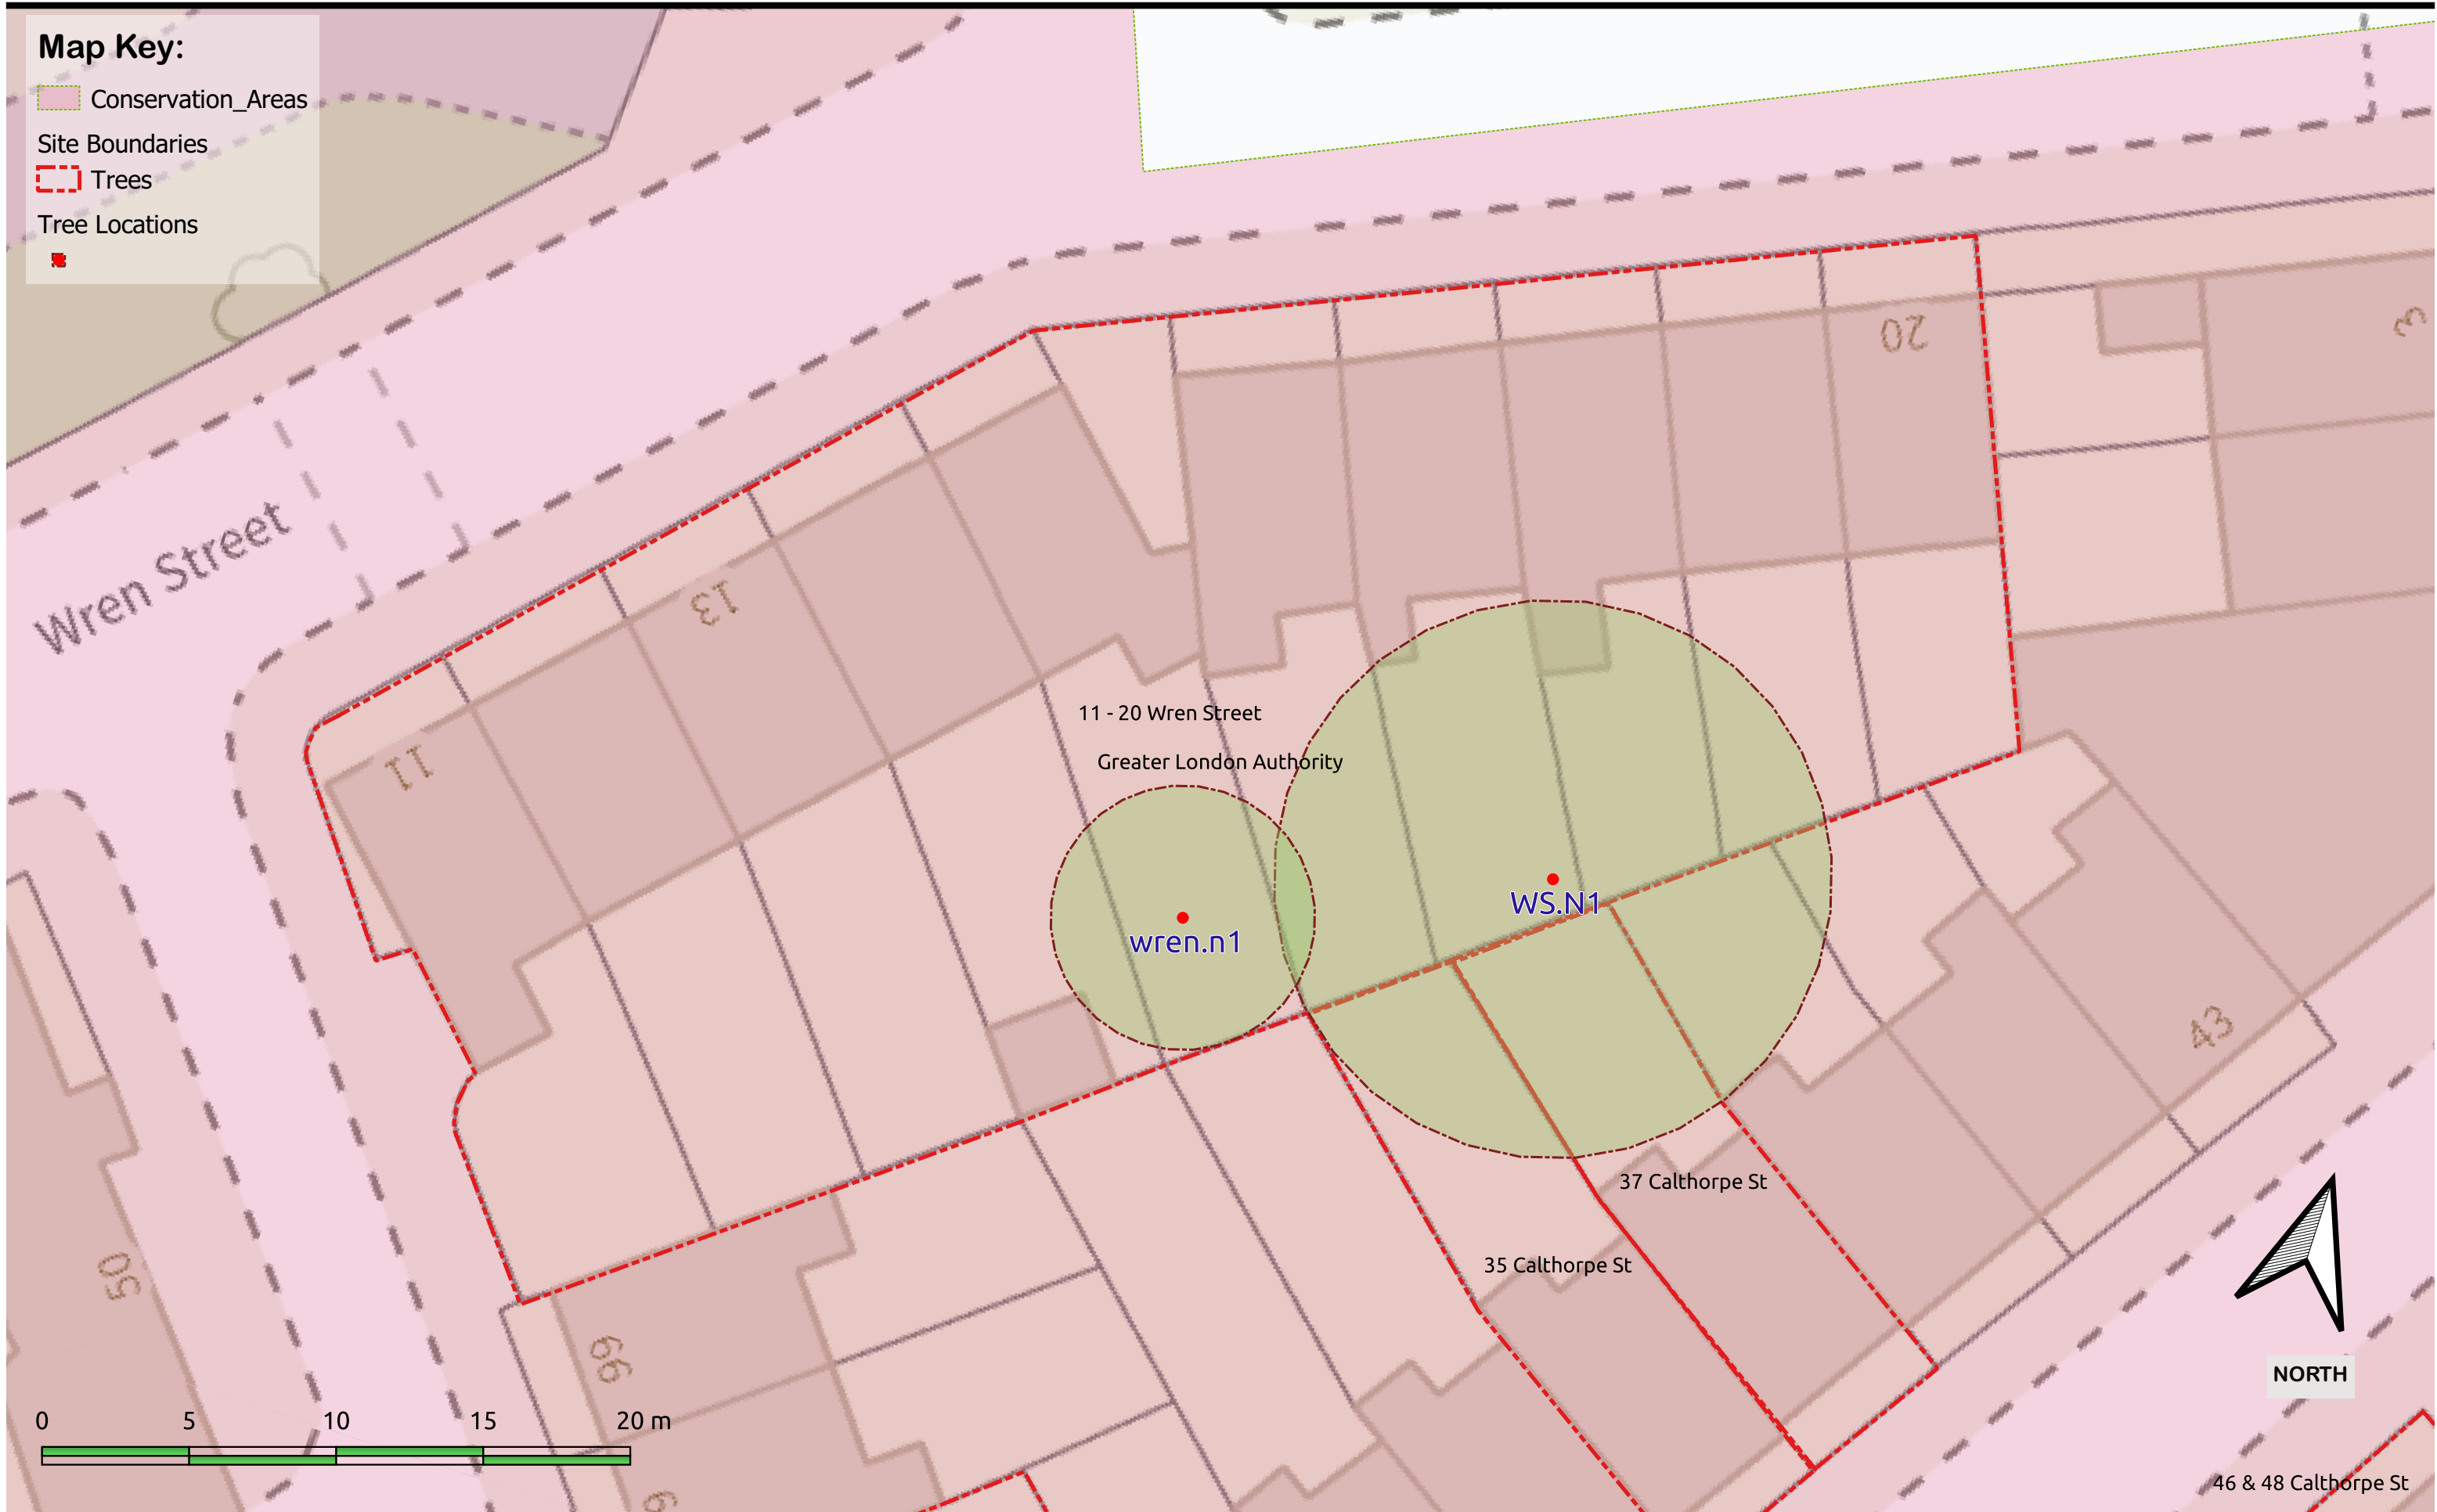 Map Key:
Conservation_Areas
Site Boundaries
Trees
Tree Locations
20
3
Wren Street
13
11
11 - 20 Wren Street
Greater London Authority
WS.N1
wren.n1
43
37 Calthorpe St
35 Calthorpe St
50
66
NORTH
0 5 10 15 20 m
46 & 48 Calthorpe St